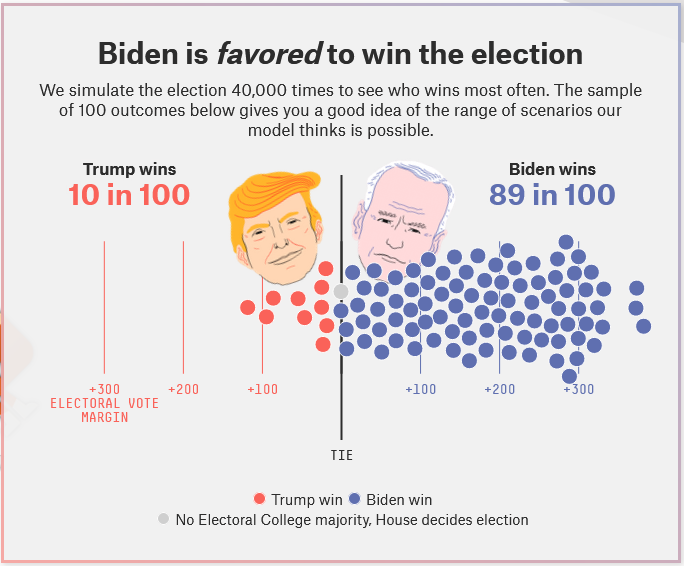 Biden is favored to win the election
We simulate the election 40,000 times to see who wins most often. The sample
of 100 outcomes below gives you a good idea of the range of scenarios our
model thinks is possible.
Trump wins
10 in 100
Biden wins
89 in 100
+300
+200
+100
+100
+200
+300
ELECTORAL VOTE
MARGIN
TIE
Trump win
Biden win
No Electoral College majority, House decides election